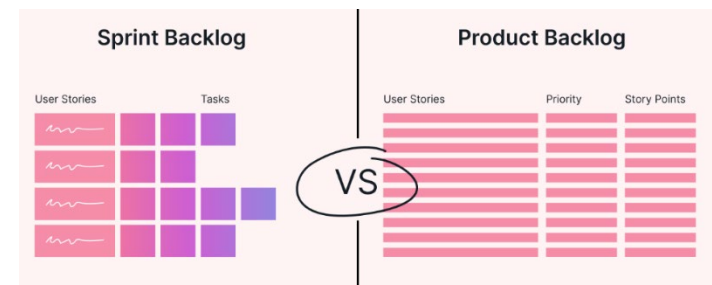 Sprint Backlog
Product Backlog
User Stories
Tasks
User Stories
Priority
Story Points
VS